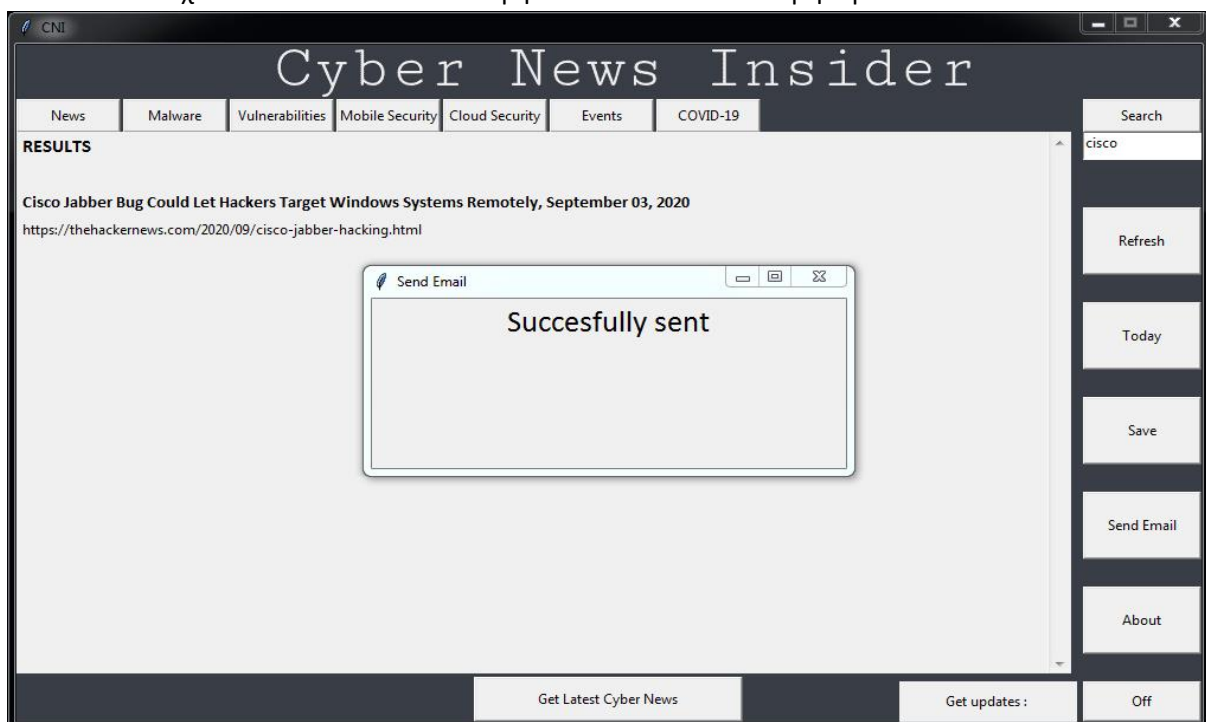 CNI
Cyber News Insider
News Malware Vulnerabilities Mobile Security Cloud Security Events COVID-19 Search
RESULTS
cisco
Cisco Jabber Bug Could Let Hackers Target Windows Systems Remotely, September 03, 2020
https://thehackernews.com/2020/09/cisco-jabber-hacking.html
Refresh
Send Email
Succesfully sent
Today
Save
Send Email
About
Get Latest Cyber News
Get updates :
Off